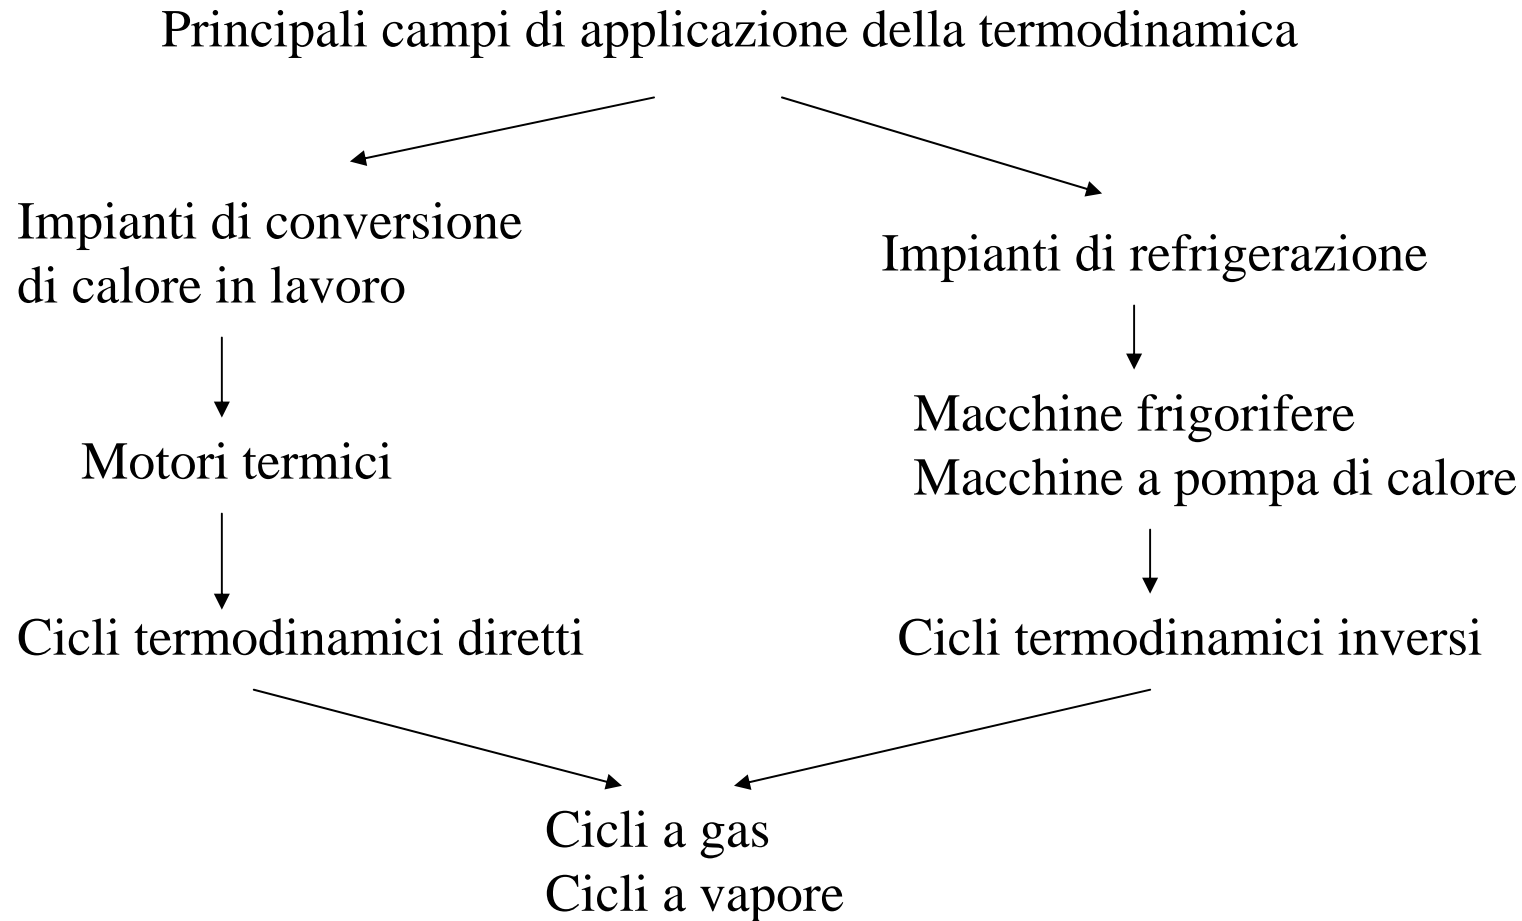 Principali campi di applicazione della termodinamica
Impianti di conversione
di calore in lavoro
Impianti di refrigerazione
Motori termici
Macchine frigorifere
Macchine a pompa di calore
Cicli termodinamici diretti
Cicli termodinamici inversi
Cicli a gas
Cicli a vapore